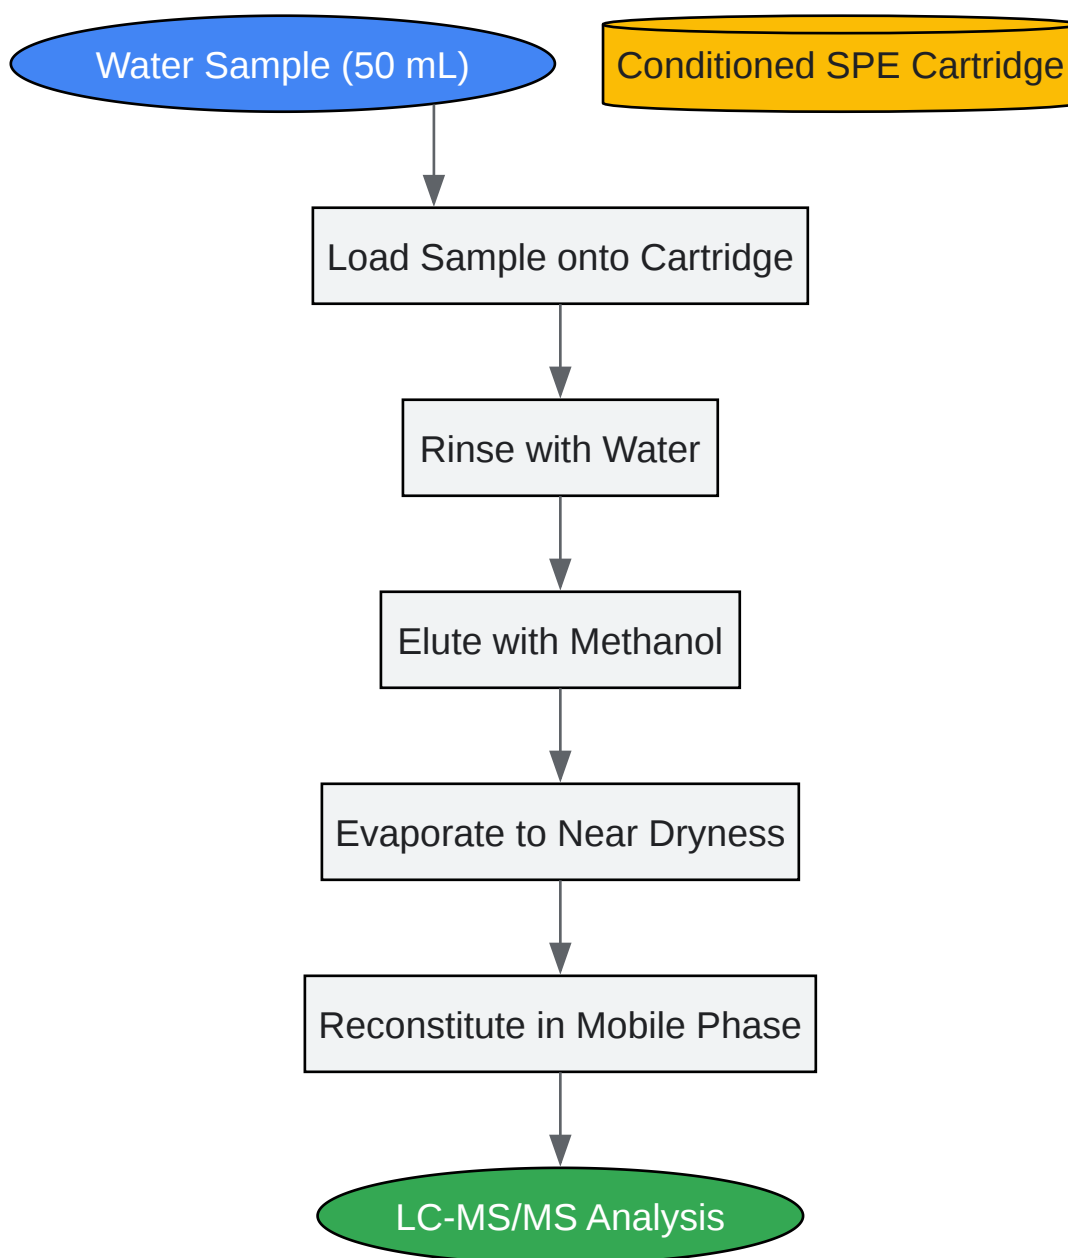 Water Sample (50 mL)
Conditioned SPE Cartridge
Load Sample onto Cartridge
Rinse with Water
Elute with Methanol
Evaporate to Near Dryness
Reconstitute in Mobile Phase
LC-MS/MS Analysis